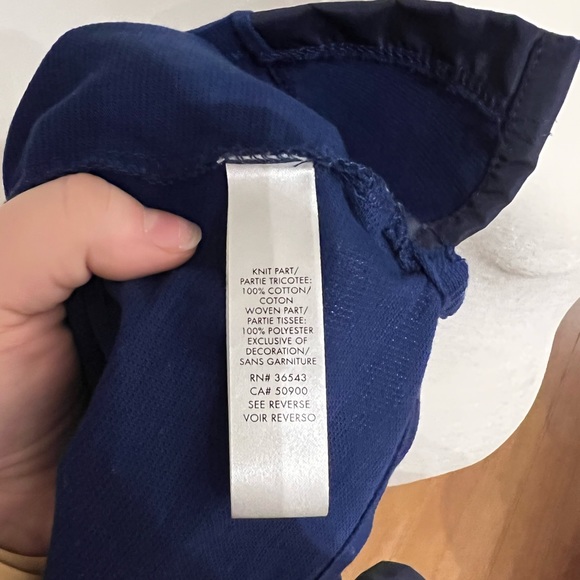 KNIT PART/
PARTIE TRICOTEE:
100% COTTON/
COTON
WOVEN PART/
PARTIE TISSEE:
100% POLYESTER
EXCLUSIVE OF
DECORATION/
SANS GARNITURE
RN# 36543
CA# 50900
SEE REVERSE
VOIR REVERSO